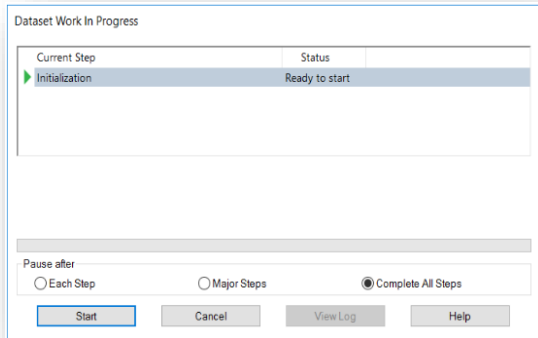 Dataset Work In Progress
Current Step Status
Initialization Ready to start
Pause after
Each Step Major Steps Complete All Steps
Start Cancel View Log Help